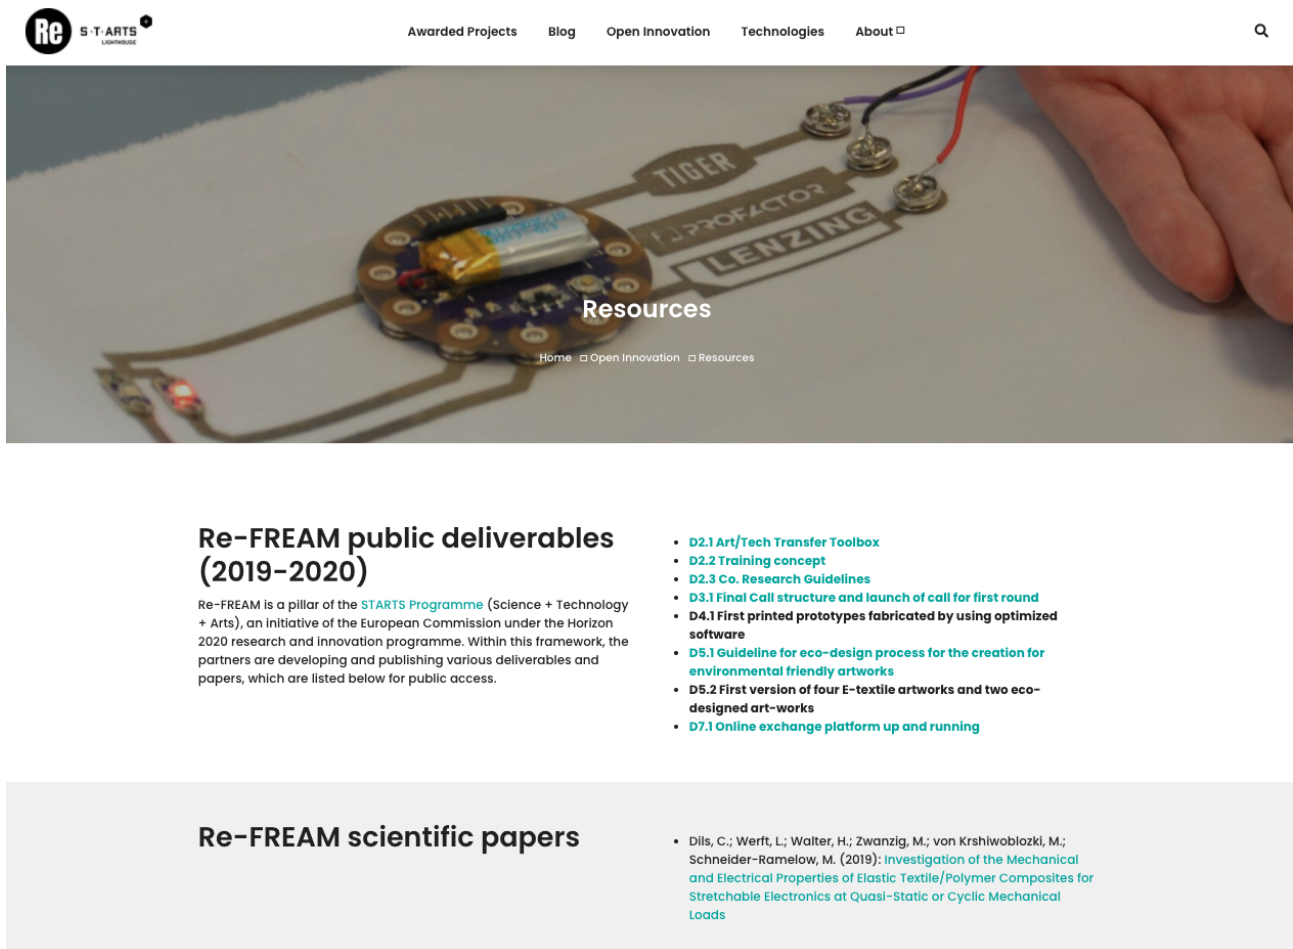 Re S+T+ARTS
LIGHTHOUSE
Awarded Projects Blog Open Innovation Technologies About
TIGER
PROFACTOR
LENZING
Resources
Home Open Innovation Resources
Re-FREAM public deliverables
(2019-2020)
Re-FREAM is a pillar of the STARTS Programme (Science + Technology
+ Arts), an initiative of the European Commission under the Horizon
2020 research and innovation programme. Within this framework, the
partners are developing and publishing various deliverables and
papers, which are listed below for public access.
• D2.1 Art/Tech Transfer Toolbox
• D2.2 Training concept
• D2.3 Co. Research Guidelines
• D3.1 Final Call structure and launch of call for first round
• D4.1 First printed prototypes fabricated by using optimized
software
• D5.1 Guideline for eco-design process for the creation for
environmental friendly artworks
• D5.2 First version of four E-textile artworks and two eco-
designed art-works
• D7.1 Online exchange platform up and running
Re-FREAM scientific papers
• Dils, C.; Werft, L.; Walter, H.; Zwanzig, M.; von Krshiwoblozki, M.;
Schneider-Ramelow, M. (2019): Investigation of the Mechanical
and Electrical Properties of Elastic Textile/Polymer Composites for
Stretchable Electronics at Quasi-Static or Cyclic Mechanical
Loads